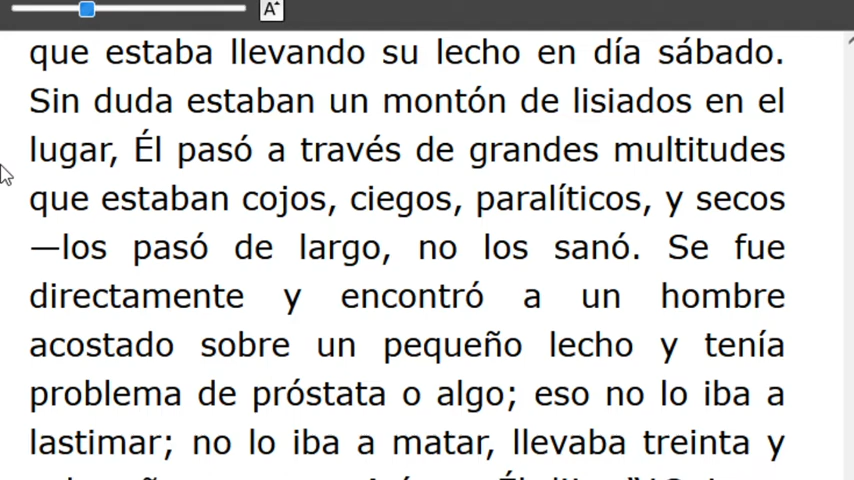 A
que estaba llevando su lecho en día sábado.
Sin duda estaban un montón de lisiados en el
lugar, Él pasó a través de grandes multitudes
que estaban cojos, ciegos, paralíticos, y secos
—los pasó de largo, no los sanó. Se fue
directamente y encontró a un hombre
acostado sobre un pequeño lecho y tenía
problema de próstata o algo; eso no lo iba a
lastimar; no lo iba a matar, llevaba treinta y